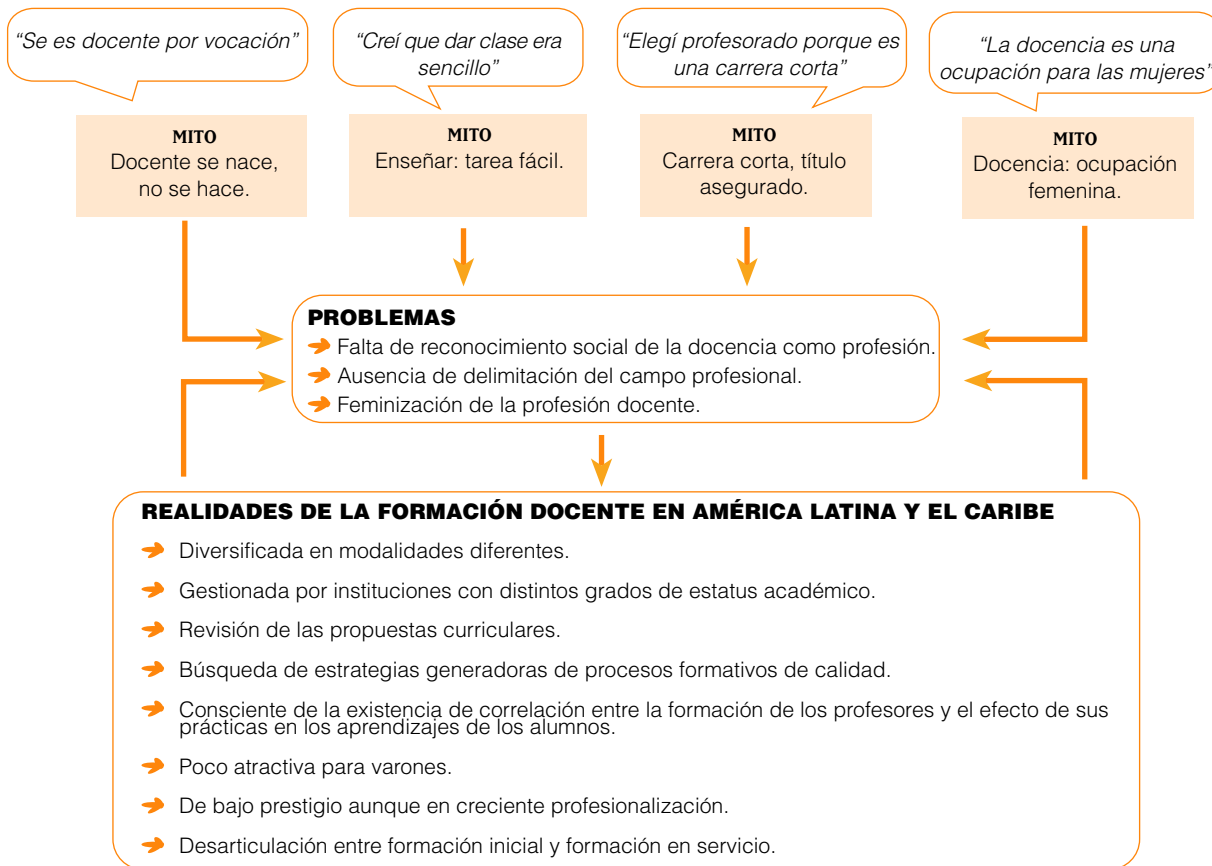 “Se es docente por vocación”
“Creí que dar clase era
sencillo”
“Elegí profesorado porque es
una carrera corta”
“La docencia es una
ocupación para las mujeres”
MITO
Docente se nace,
no se hace.
MITO
Enseñar: tarea fácil.
MITO
Carrera corta, título
asegurado.
MITO
Docencia: ocupación
femenina.
PROBLEMAS
Falta de reconocimiento social de la docencia como profesión.
Ausencia de delimitación del campo profesional.
Feminización de la profesión docente.
REALIDADES DE LA FORMACIÓN DOCENTE EN AMÉRICA LATINA Y EL CARIBE
Diversificada en modalidades diferentes.
Gestionada por instituciones con distintos grados de estatus académico.
Revisión de las propuestas curriculares.
Búsqueda de estrategias generadoras de procesos formativos de calidad.
Consciente de la existencia de correlación entre la formación de los profesores y el efecto de sus
prácticas en los aprendizajes de los alumnos.
Poco atractiva para varones.
De bajo prestigio aunque en creciente profesionalización.
Desarticulación entre formación inicial y formación en servicio.